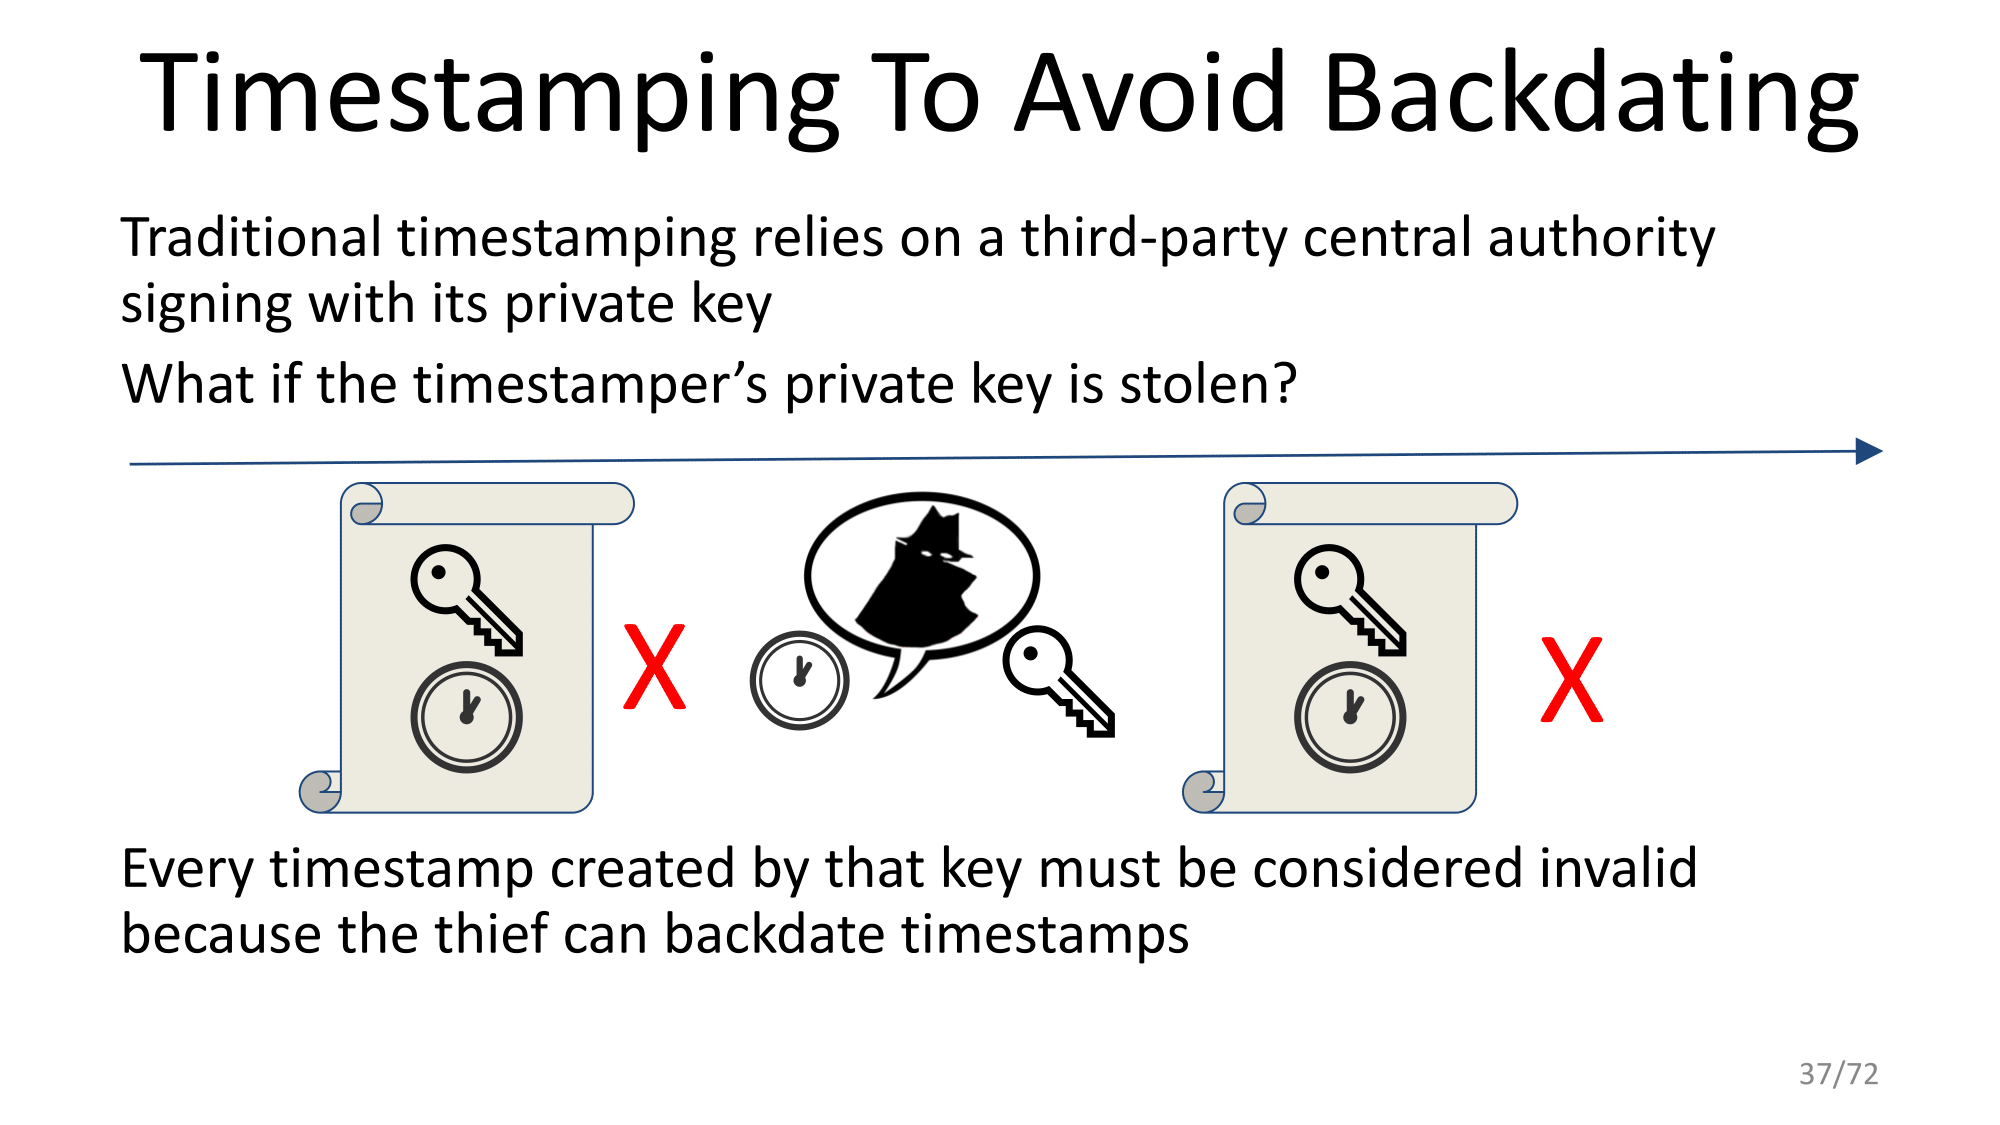 Timestamping To Avoid Backdating
Traditional timestamping relies on a third-party central authority
signing with its private key
What if the timestamper’s private key is stolen?
X
X
Every timestamp created by that key must be considered invalid
because the thief can backdate timestamps
37/72